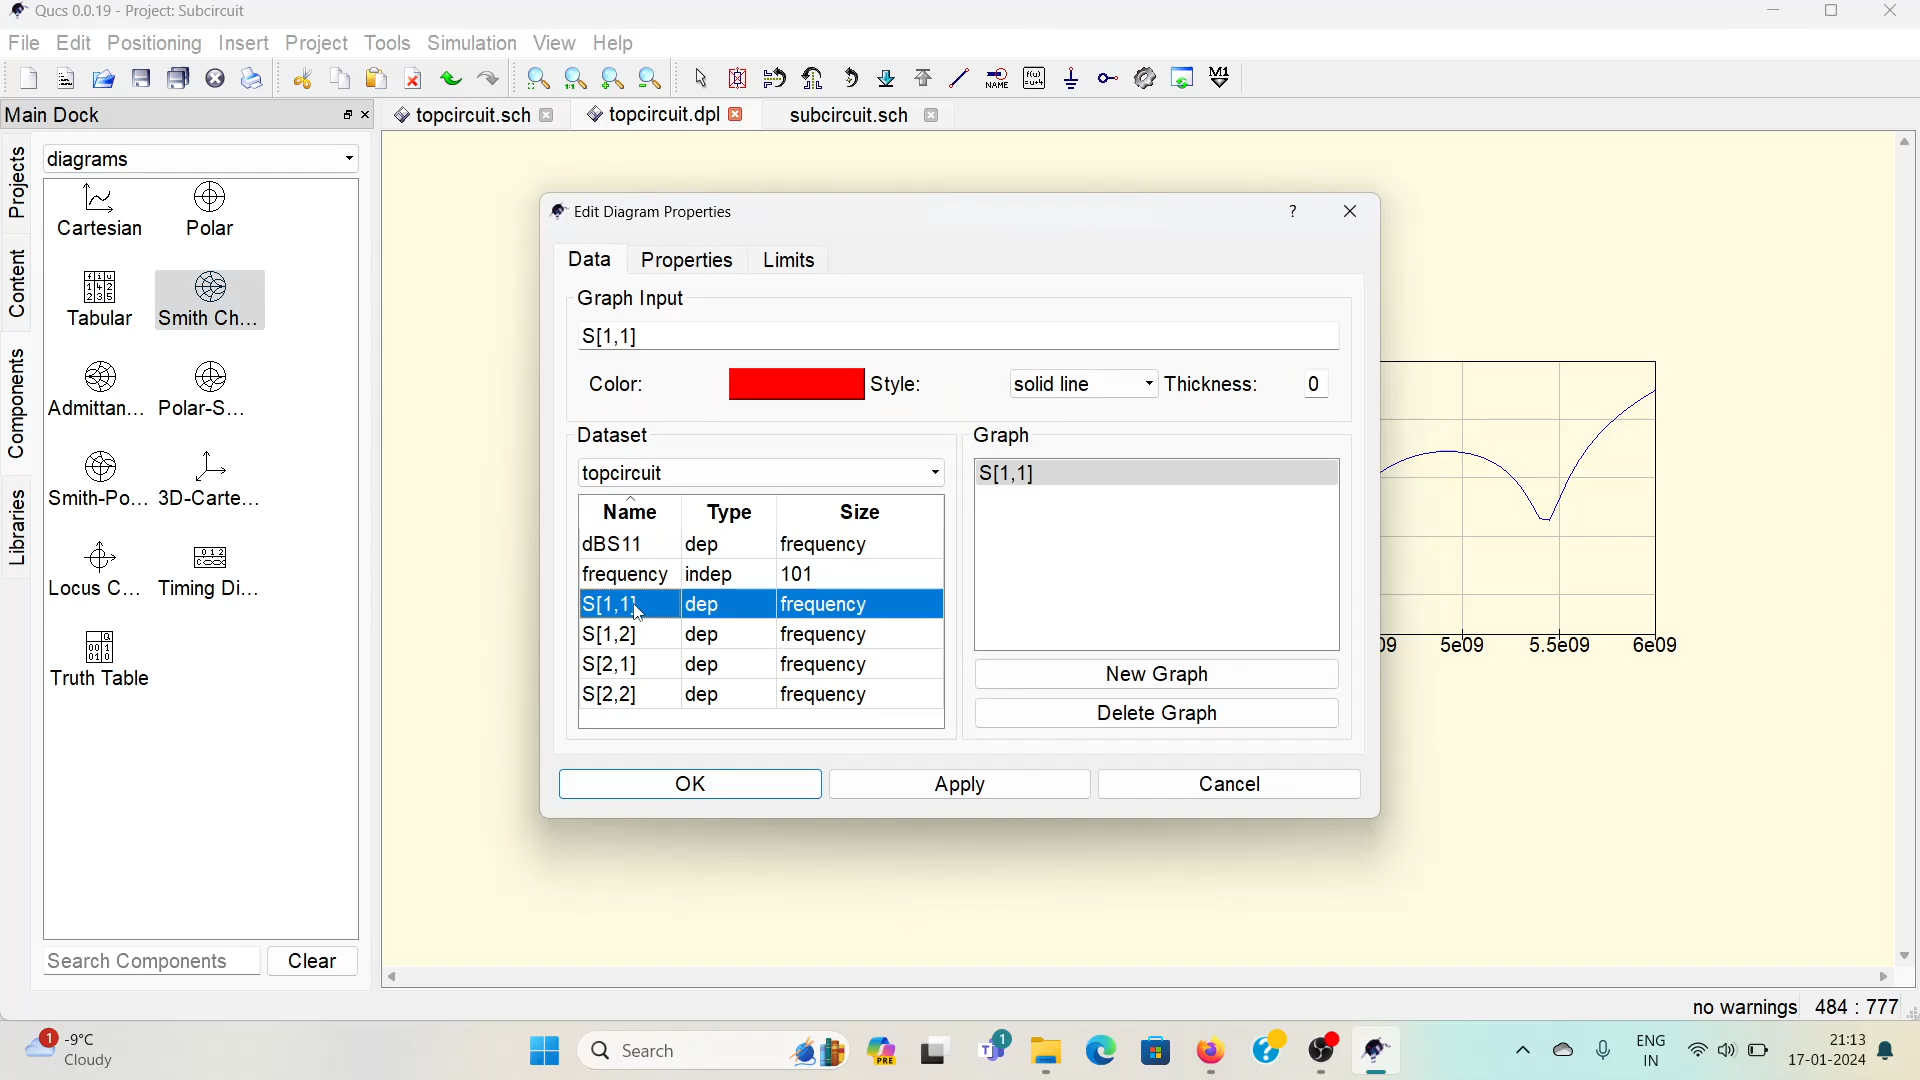 Qucs 0.0.19 - Project: Subcircuit
File Edit Positioning Insert Project Tools Simulation View Help
Main Dock
topcircuit.sch
topcircuit.dpl
subcircuit.sch
Projects
Content
Components
Libraries
diagrams
Cartesian
Polar
Tabular
Smith Ch...
Admittan...
Polar-S...
Smith-Po...
3D-Carte...
Locus C...
Timing Di...
Truth Table
Search Components
Clear
Edit Diagram Properties
Data Properties Limits
Graph Input
S[1,1]
Color: Style: solid line Thickness: 0
Dataset
topcircuit
Name Type Size
dBS11 dep frequency
frequency indep 101
S[1,1] dep frequency
S[1,2] dep frequency
S[2,1] dep frequency
S[2,2] dep frequency
Graph
S[1,1]
New Graph
Delete Graph
OK Apply Cancel
5e09 5.5e09 6e09
no warnings 484 : 777
-9°C
Cloudy
Search
ENG
IN
21:13
17-01-2024